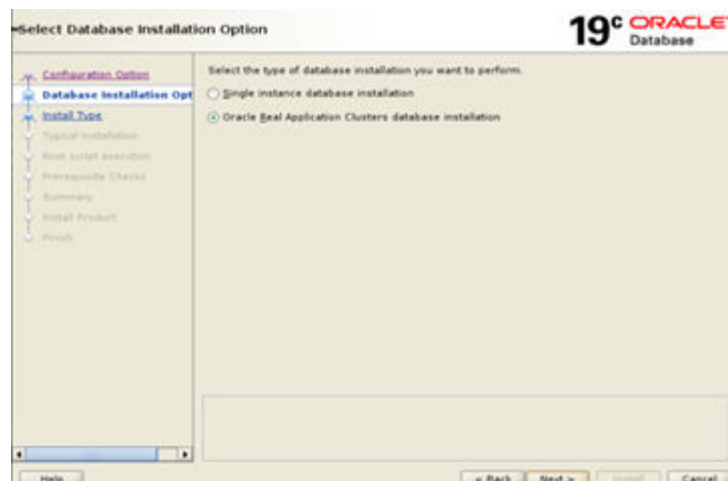 Select Database Installation Option
19c ORACLE
Database
Configuration Option
Database Installation Opt
Install Type
Typical Installation
Root script execution
Prerequisite Checks
Summary
Install Product
Finish
Select the type of database installation you want to perform.
Single instance database installation
Oracle Real Application Clusters database installation
Help
< Back
Next >
Install
Cancel